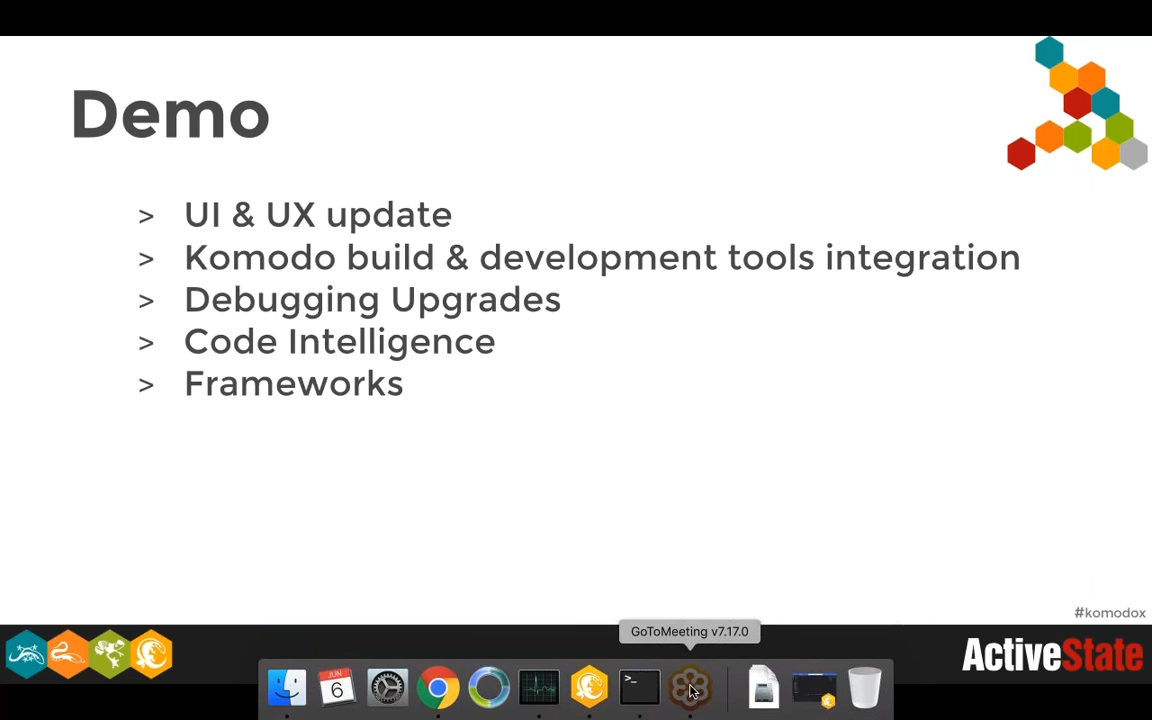 Demo
> UI & UX update
> Komodo build & development tools integration
> Debugging Upgrades
> Code Intelligence
> Frameworks
#komodox
GoToMeeting v7.17.0
ActiveState
JUN
6
>_